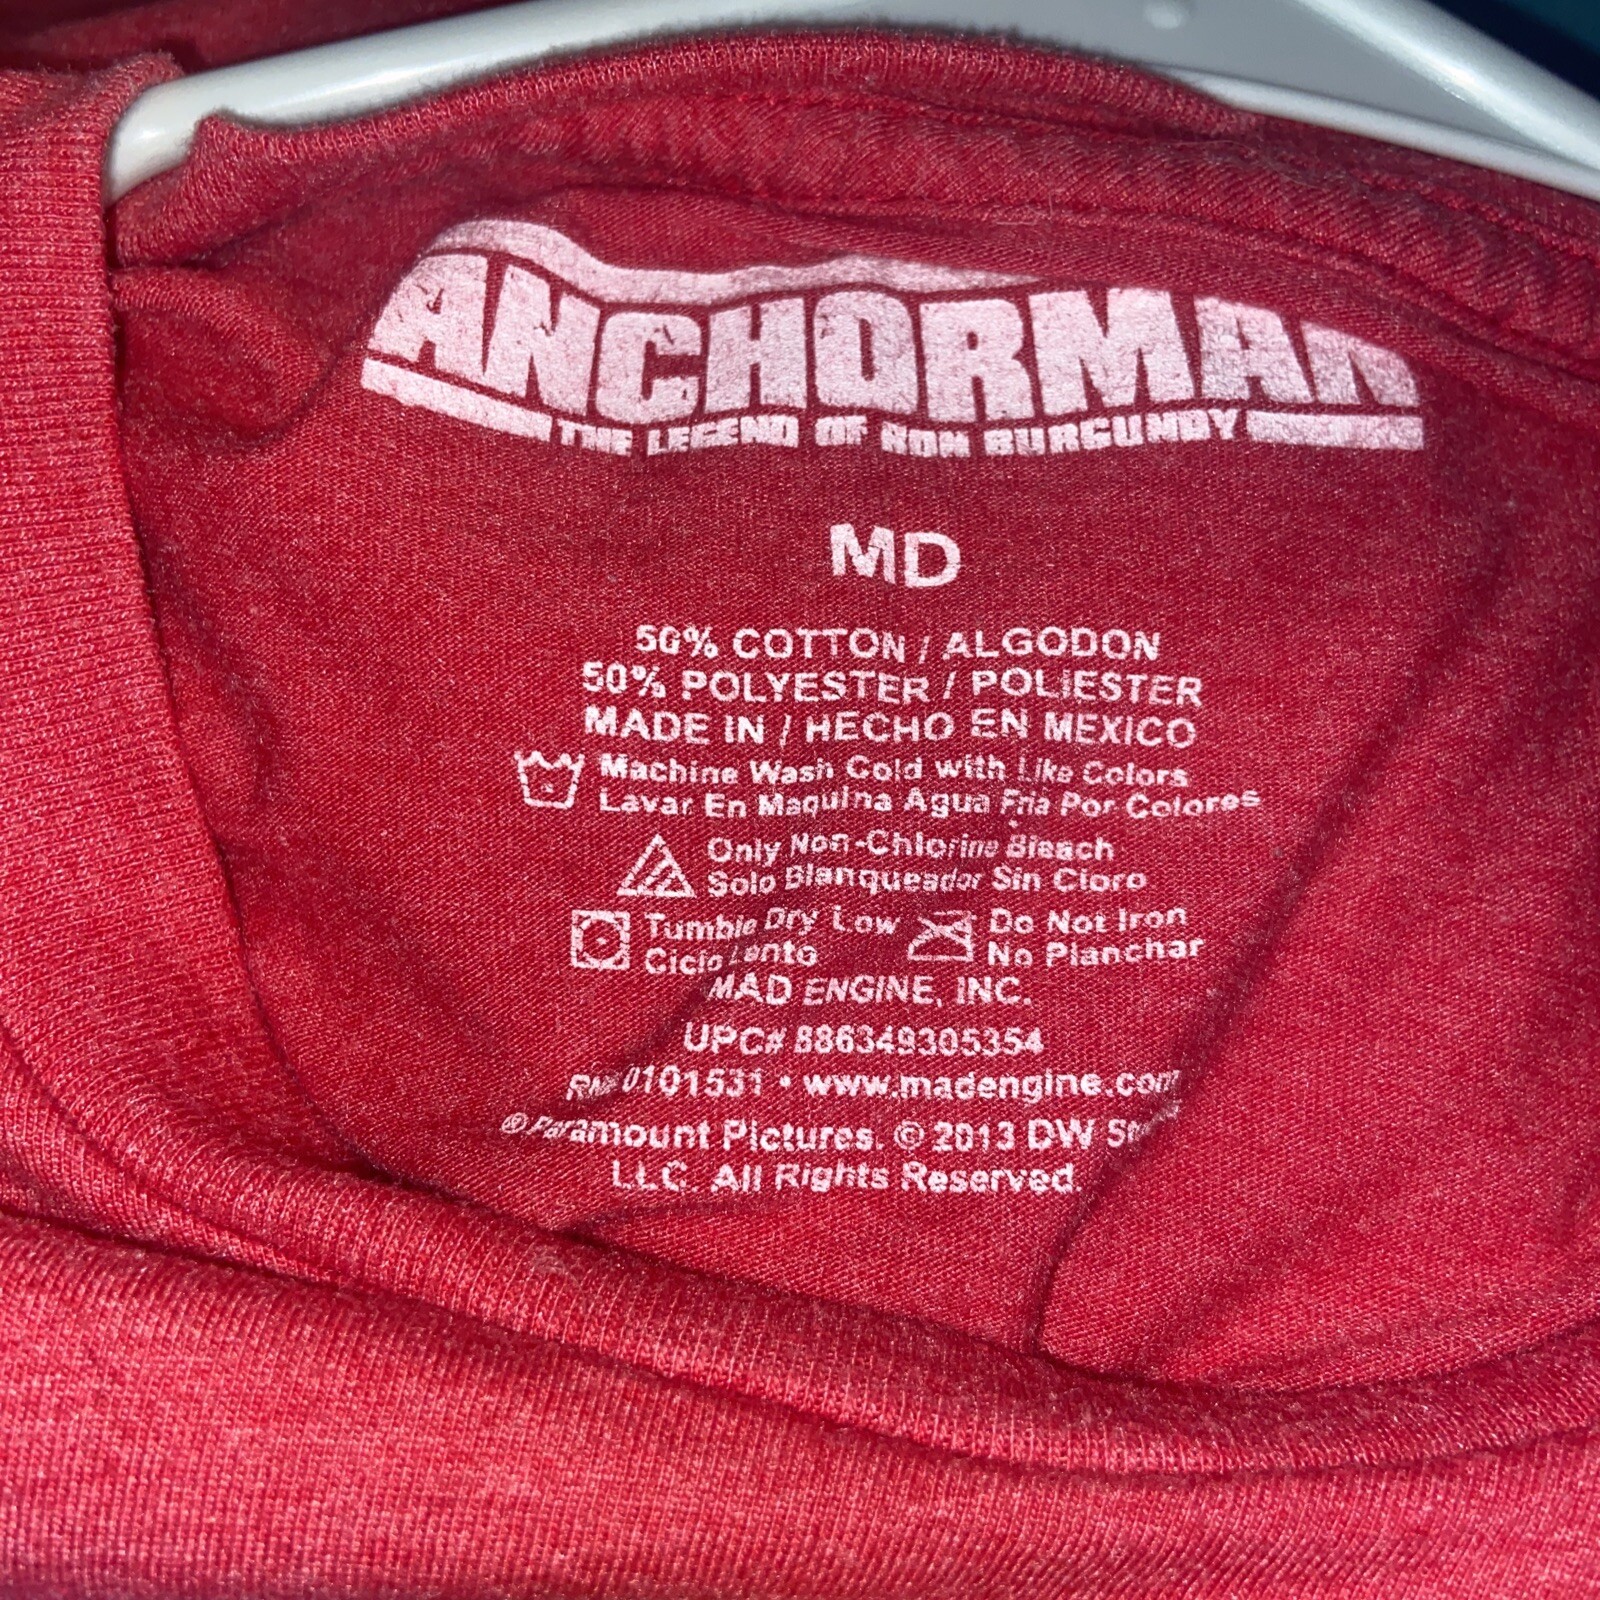 ANCHORMAN
THE LEGEND OF RON BURGUNDY
MD
50% COTTON / ALGODON
50% POLYESTER / POLIESTER
MADE IN / HECHO EN MEXICO
Machine Wash Cold with Like Colors
Lavar En Maquina Agua Fria Por Colores
Only Non-Chlorine Bleach
Solo Blanqueador Sin Cloro
Tumble Dry Low
Ciclo Lento
Do Not Iron
No Planchar
MAD ENGINE, INC.
UPC# 886349305354
RN# 0101531 • www.madengine.com
® Paramount Pictures. © 2013 DW
LLC. All Rights Reserved.